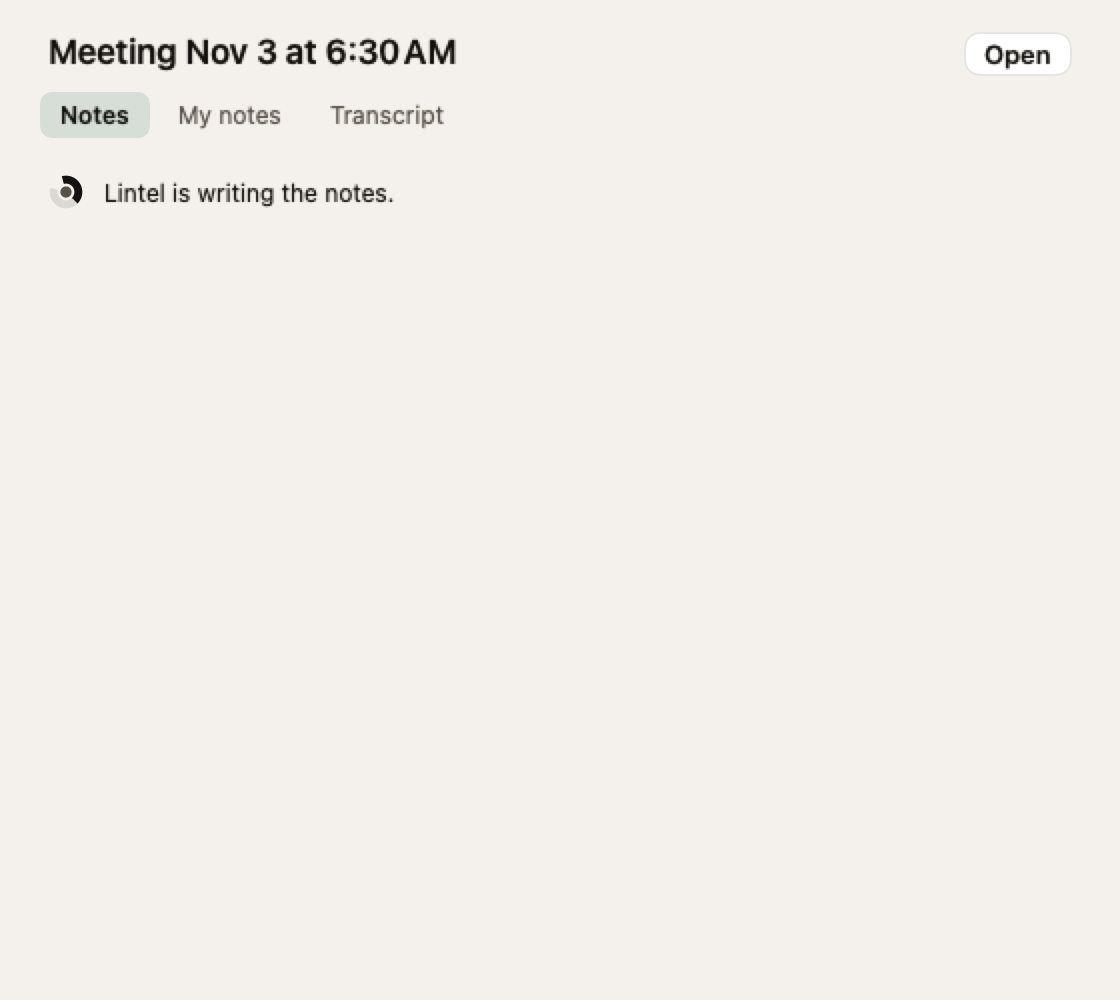 Meeting Nov 3 at 6:30 AM
Open
Notes
My notes
Transcript
Lintel is writing the notes.